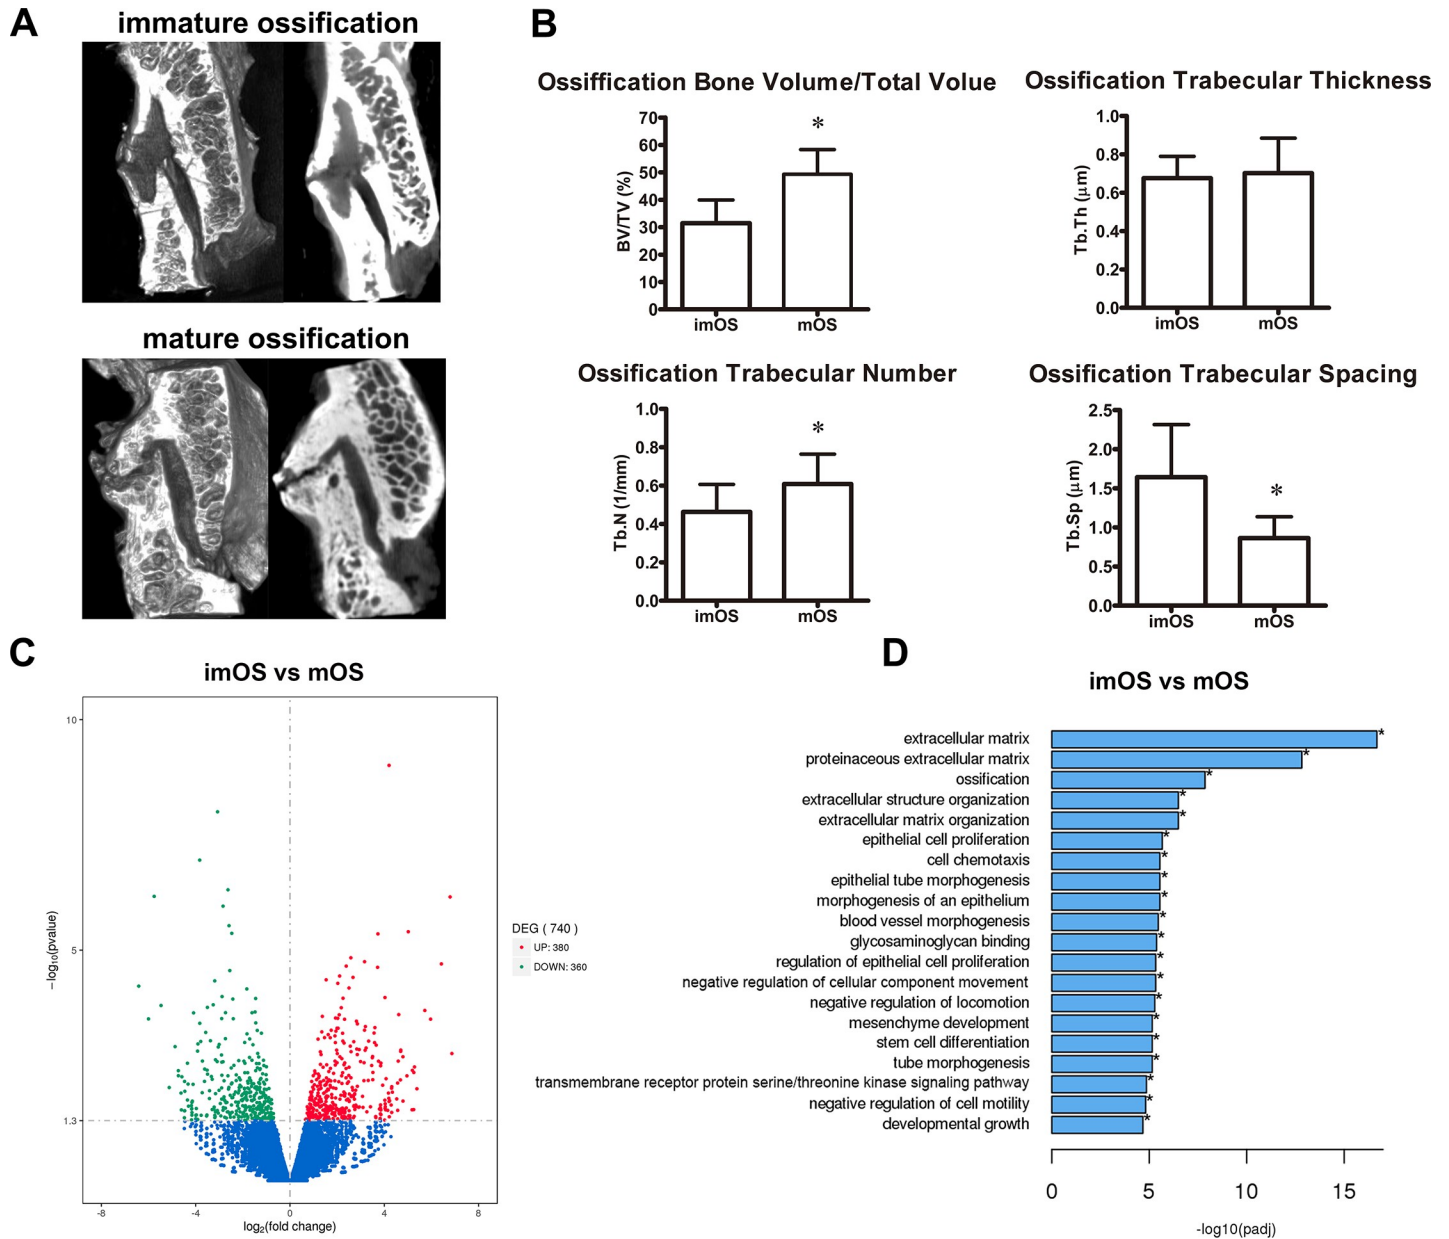 A
immature ossification
mature ossification
B
Ossiffication Bone Volume/Total Volue
70
60
50
40
30
20
10
0
BV/TV (%)
*
imOS
mOS
Ossification Trabecular Thickness
1.0
0.8
0.6
0.4
0.2
0.0
Tb.Th (μm)
imOS
mOS
Ossification Trabecular Number
1.0
0.8
0.6
0.4
0.2
0.0
Tb.N (1/mm)
*
imOS
mOS
Ossification Trabecular Spacing
2.5
2.0
1.5
1.0
0.5
0.0
Tb.Sp (μm)
*
imOS
mOS
C
imOS vs mOS
10
5
1.3
−log10(pvalue)
-8
-4
0
4
8
log2(fold change)
DEG ( 740 )
UP: 380
DOWN: 360
D
imOS vs mOS
extracellular matrix *
proteinaceous extracellular matrix *
ossification *
extracellular structure organization *
extracellular matrix organization *
epithelial cell proliferation *
cell chemotaxis *
epithelial tube morphogenesis *
morphogenesis of an epithelium *
blood vessel morphogenesis *
glycosaminoglycan binding *
regulation of epithelial cell proliferation *
negative regulation of cellular component movement *
negative regulation of locomotion *
mesenchyme development *
stem cell differentiation *
tube morphogenesis *
transmembrane receptor protein serine/threonine kinase signaling pathway *
negative regulation of cell motility *
developmental growth *
0
5
10
15
-log10(padj)